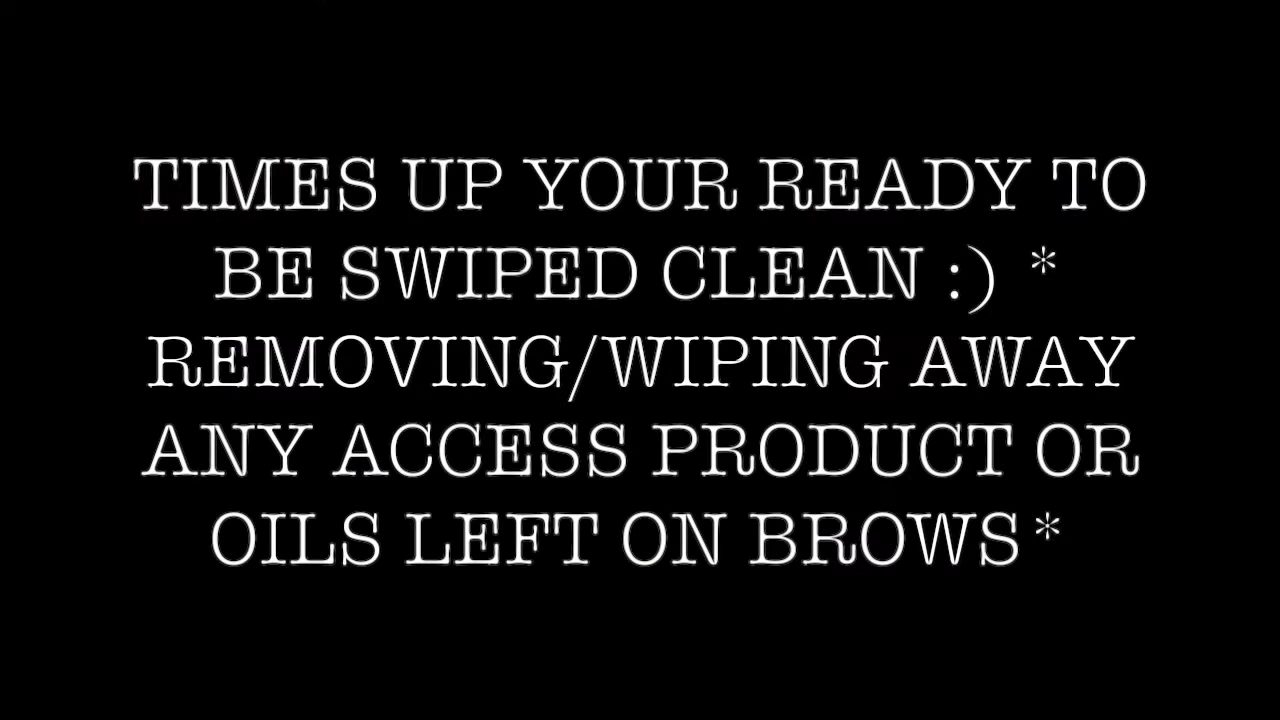 TIMES UP YOUR READY TO
BE SWIPED CLEAN :) *
REMOVING/WIPING AWAY
ANY ACCESS PRODUCT OR
OILS LEFT ON BROWS*